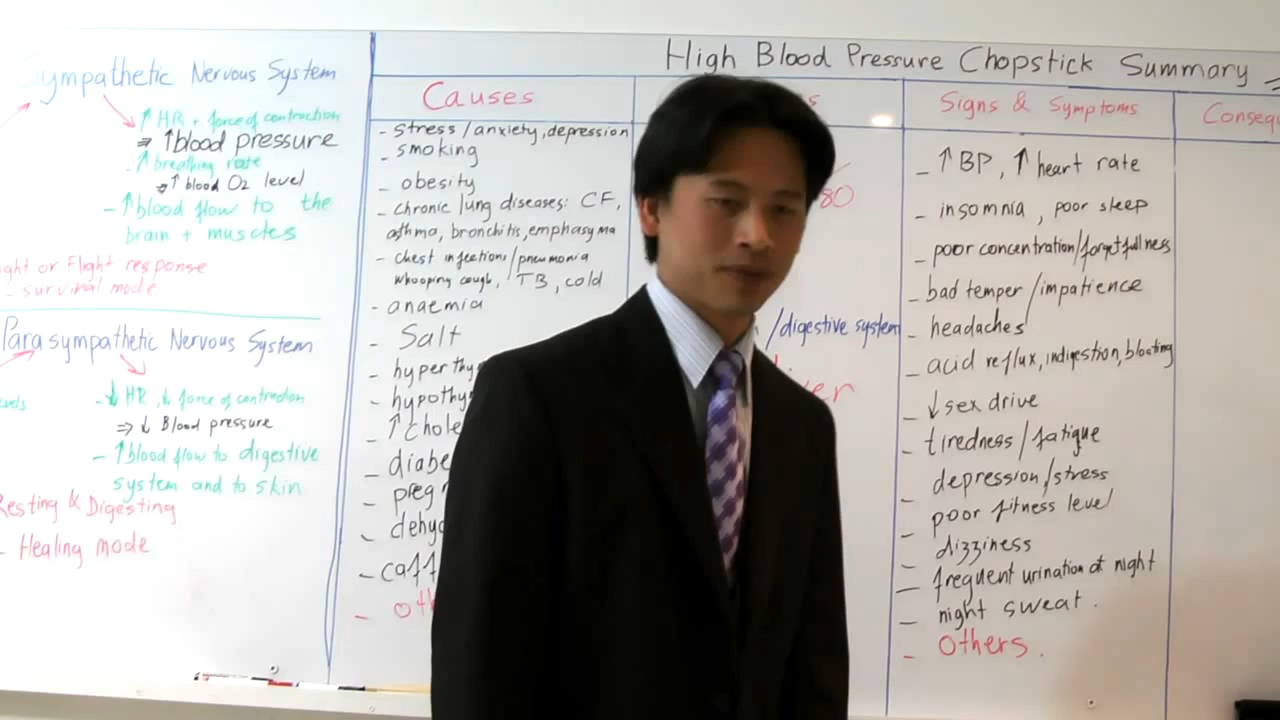 High Blood Pressure Chopstick Summary
Sympathetic Nervous System
↑ HR + force of contraction
⇒ ↑blood pressure
↑ breathing rate
⇒ ↑ blood O2 level
- ↑blood flow to the
brain + muscles
or Flight response
- survival mode
Parasympathetic Nervous System
- ↓ HR, ↓ force of contraction
⇒ ↓ Blood pressure
- ↑ blood flow to digestive
system and to skin
Resting & Digesting
- Healing mode
Causes
- stress/anxiety, depression
- smoking
- obesity
- chronic lung diseases: CF,
asthma, bronchitis, emphasyma
- chest infections/pneumonia
whooping cough, TB, cold
- anaemia
- Salt
80
/digestive system
Signs & Symptoms
- ↑ BP, ↑ heart rate
- insomnia, poor sleep
- poor concentration/forgetfullness
- bad temper/impatience
- headaches
- acid reflux, indigestion, bloating
- ↓ sex drive
- tiredness/fatigue
- depression/stress
- poor fitness level
- dizziness
- frequent urination at night
- night sweat.
- Others.